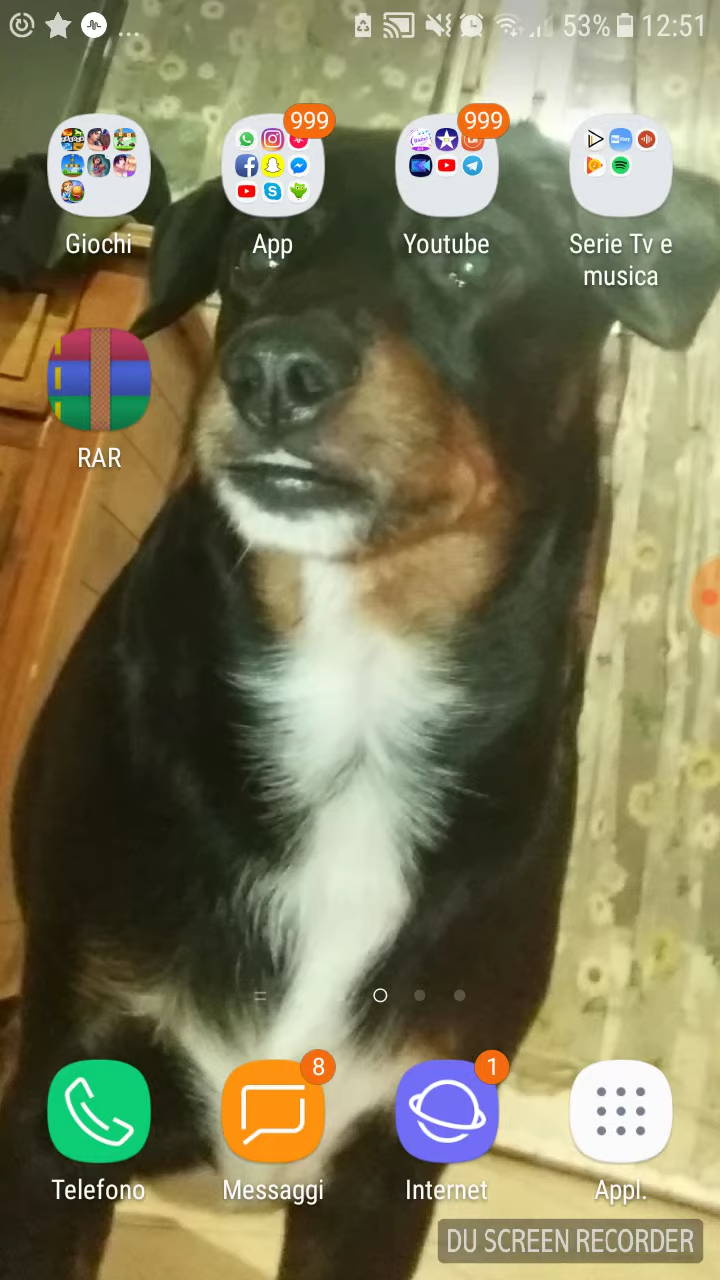 ... 53% 12:51
999 999
Giochi App Youtube Serie Tv e
musica
RAR
8 1
Telefono Messaggi Internet Appl.
DU SCREEN RECORDER